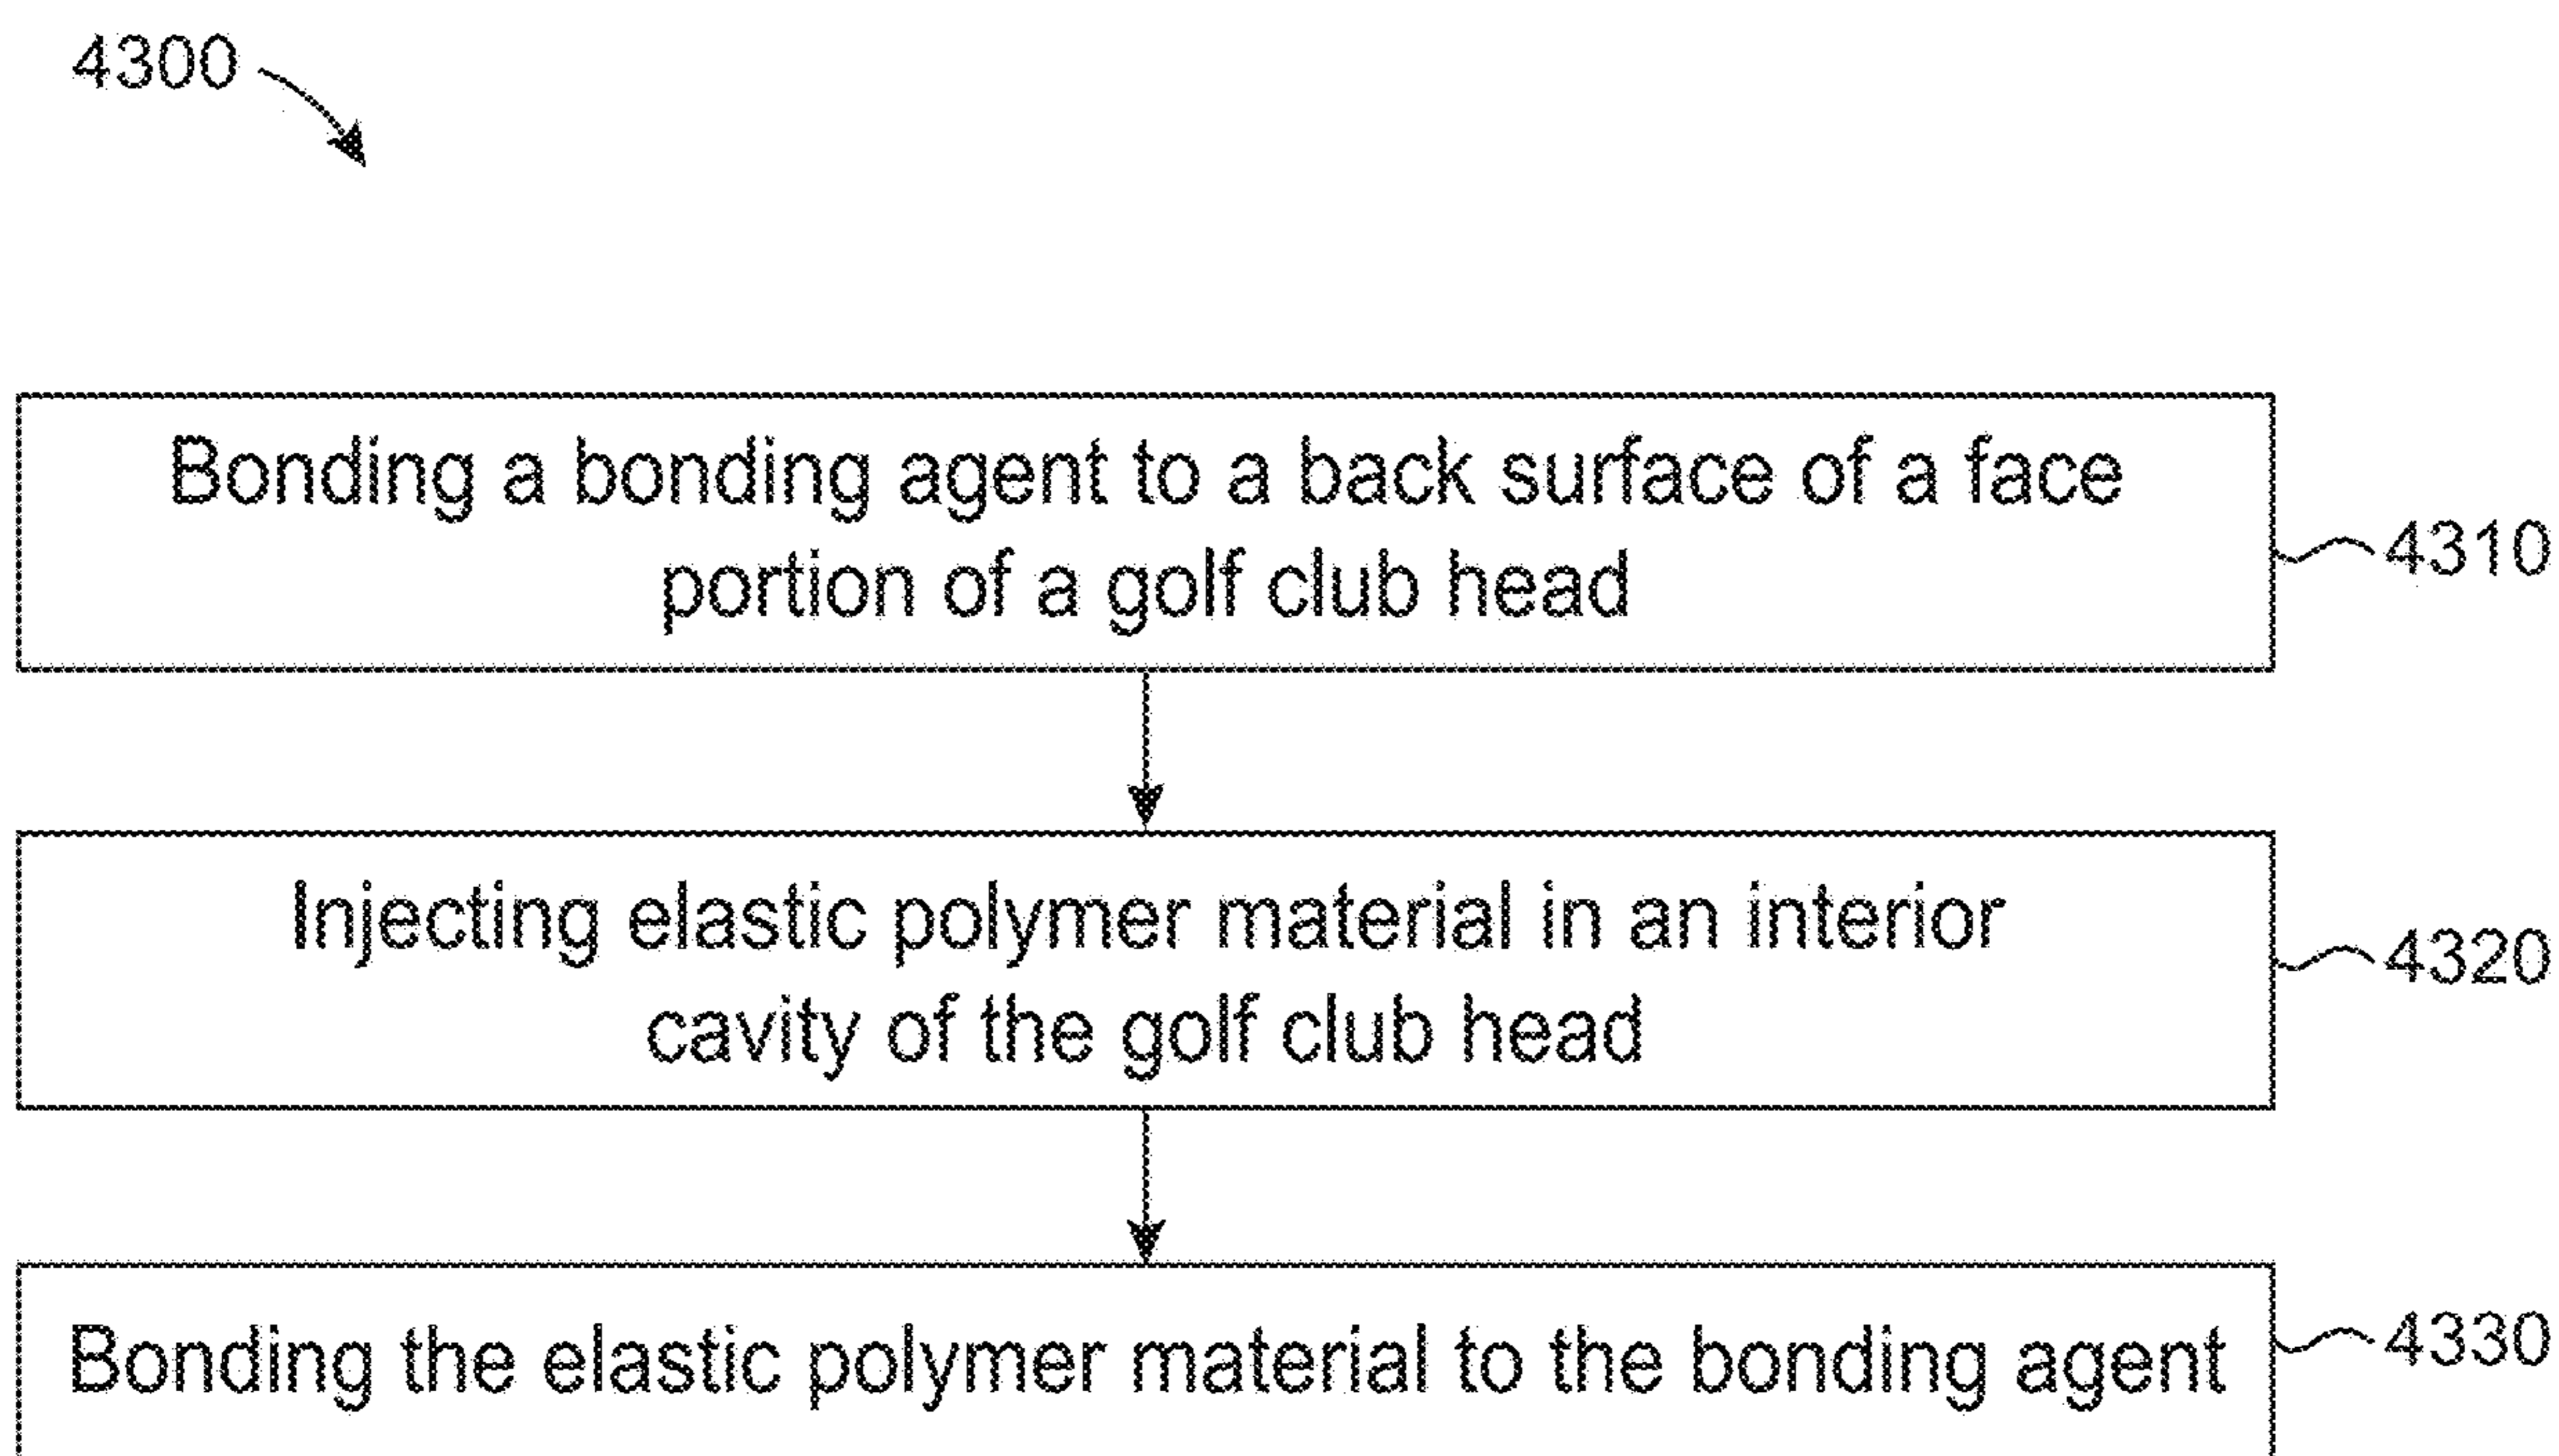 4300
Bonding a bonding agent to a back surface of a face
portion of a golf club head
4310
Injecting elastic polymer material in an interior
cavity of the golf club head
4320
Bonding the elastic polymer material to the bonding agent
4330